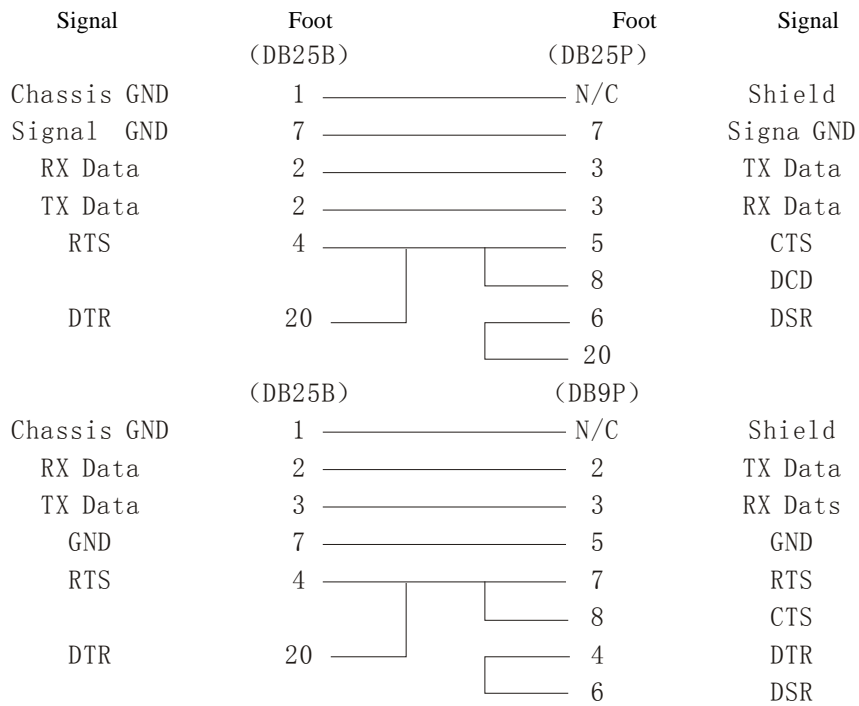 Signal Foot Foot Signal
(DB25B) (DB25P)
Chassis GND 1 N/C Shield
Signal GND 7 7 Signa GND
RX Data 2 3 TX Data
TX Data 2 3 RX Data
RTS 4 5 CTS
8 DCD
DTR 20 6 DSR
20
(DB25B) (DB9P)
Chassis GND 1 N/C Shield
RX Data 2 2 TX Data
TX Data 3 3 RX Dats
GND 7 5 GND
RTS 4 7 RTS
8 CTS
DTR 20 4 DTR
6 DSR